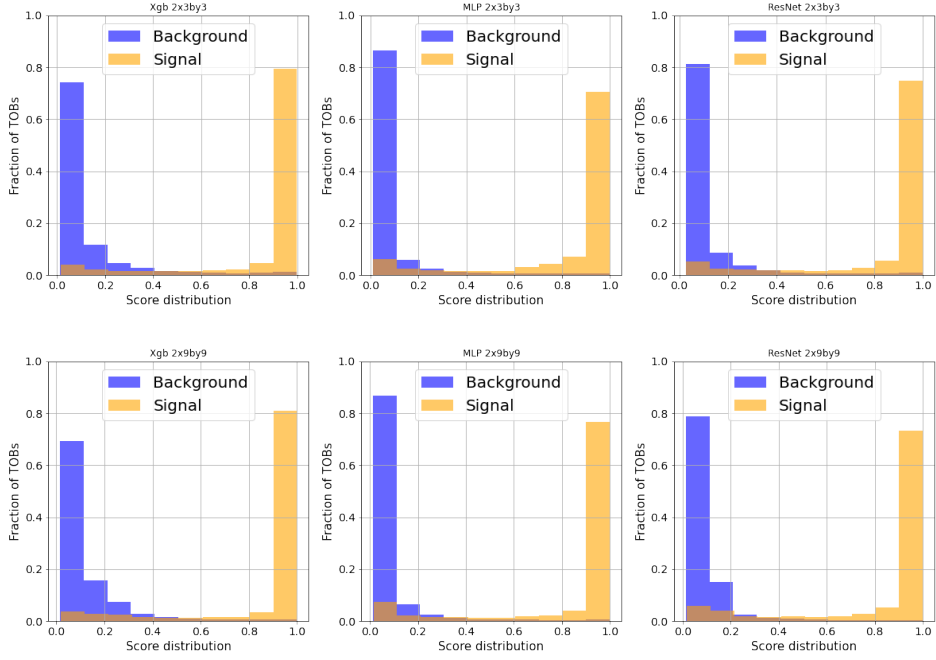 Xgb 2x3by3
MLP 2x3by3
ResNet 2x3by3
1.0
0.8
0.6
0.4
0.2
0.0
Fraction of TOBs
Background
Signal
0.0 0.2 0.4 0.6 0.8 1.0
Score distribution
1.0
0.8
0.6
0.4
0.2
0.0
Fraction of TOBs
Background
Signal
0.0 0.2 0.4 0.6 0.8 1.0
Score distribution
1.0
0.8
0.6
0.4
0.2
0.0
Fraction of TOBs
Background
Signal
0.0 0.2 0.4 0.6 0.8 1.0
Score distribution
Xgb 2x9by9
MLP 2x9by9
ResNet 2x9by9
1.0
0.8
0.6
0.4
0.2
0.0
Fraction of TOBs
Background
Signal
0.0 0.2 0.4 0.6 0.8 1.0
Score distribution
1.0
0.8
0.6
0.4
0.2
0.0
Fraction of TOBs
Background
Signal
0.0 0.2 0.4 0.6 0.8 1.0
Score distribution
1.0
0.8
0.6
0.4
0.2
0.0
Fraction of TOBs
Background
Signal
0.0 0.2 0.4 0.6 0.8 1.0
Score distribution